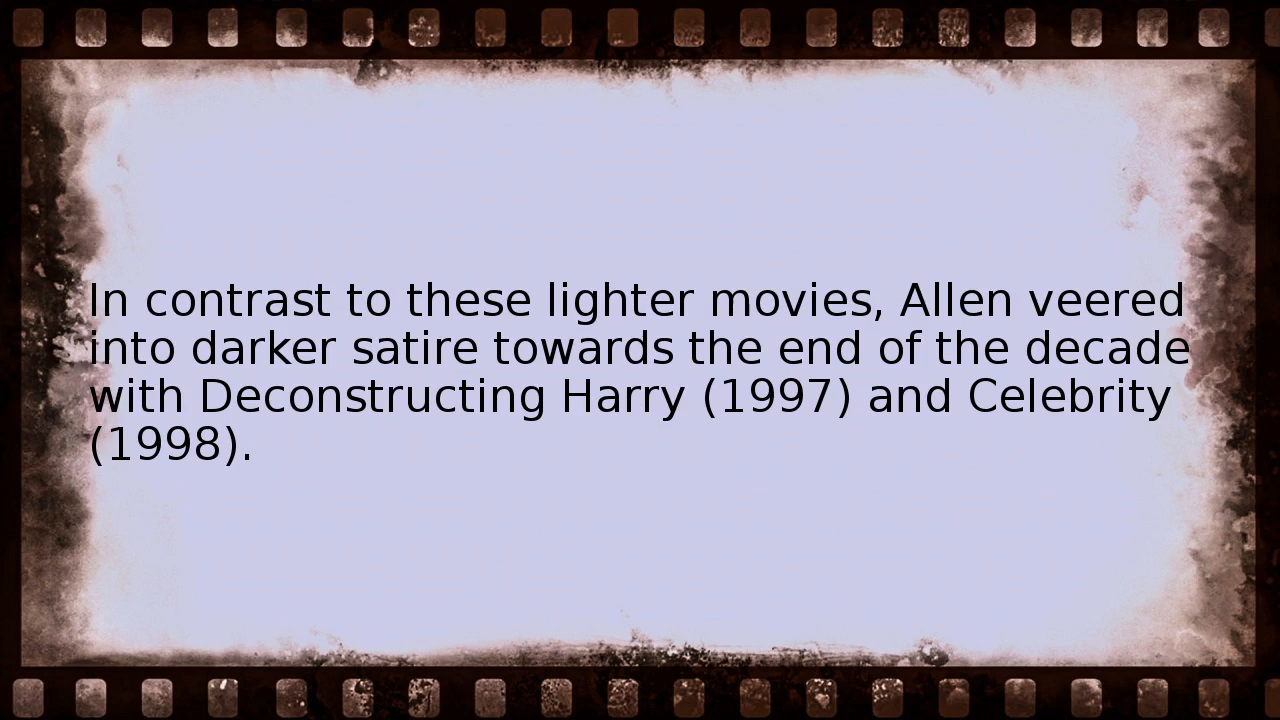 In contrast to these lighter movies, Allen veered
into darker satire towards the end of the decade
with Deconstructing Harry (1997) and Celebrity
(1998).